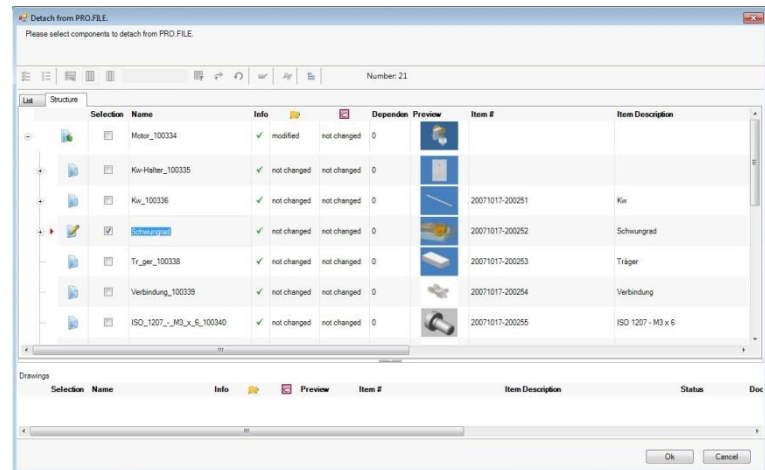 Detach from PRO.FILE.
Please select components to detach from PRO.FILE.
Number: 21
List Structure
Selection Name Info Dependen Preview Item # Item Description
Motor_100334 modified not changed 0
Kw-Halter_100335 not changed not changed 0
Kw_100336 not changed not changed 0 20071017-200251 Kw
Schwungrad not changed not changed 0 20071017-200252 Schwungrad
Tr_ger_100338 not changed not changed 0 20071017-200253 Träger
Verbindung_100339 not changed not changed 0 20071017-200254 Verbindung
ISO_1207_-_M3_x_6_100340 not changed not changed 0 20071017-200255 ISO 1207 - M3 x 6
Drawings
Selection Name Info Preview Item # Item Description Status Doc
Ok Cancel